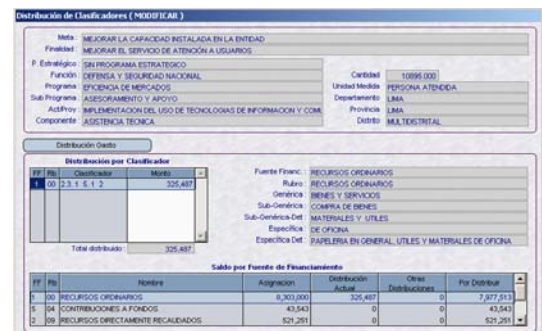 Distribución de Clasificadores ( MODIFICAR )
Meta : MEJORAR LA CAPACIDAD INSTALADA EN LA ENTIDAD
Finalidad : MEJORAR EL SERVICIO DE ATENCIÓN A USUARIOS
P. Estratégico : SIN PROGRAMA ESTRATEGICO
Función : DEFENSA Y SEGURIDAD NACIONAL Cantidad 10895.000
Programa : EFICIENCIA DE MERCADOS Unidad Medida PERSONA ATENDIDA
Sub Programa : ASESORAMIENTO Y APOYO Departamento LIMA
Act/Proy : IMPLEMENTACION DEL USO DE TECNOLOGIAS DE INFORMACION Y COMU Provincia LIMA
Componente : ASISTENCIA TECNICA Distrito MULTIDISTRITAL
Distribución Gasto
Distribución por Clasificador
FF Rb Clasificador Monto
1 00 2.3. 1 5. 1 2 325,487
Total distribuido : 325,487
Fuente Financ. : RECURSOS ORDINARIOS
Rubro : RECURSOS ORDINARIOS
Genérica : BIENES Y SERVICIOS
Sub-Genérica : COMPRA DE BIENES
Sub-Genérica-Det : MATERIALES Y UTILES
Especifica : DE OFICINA
Especifica Det : PAPELERIA EN GENERAL, UTILES Y MATERIALES DE OFICINA
Saldo por Fuente de Financiamiento
FF Rb Nombre Asignacion Distribución Actual Otras Distribuciones Por Distribuir
1 00 RECURSOS ORDINARIOS 8,303,000 325,487 0 7,977,513
5 04 CONTRIBUCIONES A FONDOS 43,543 0 0 43,543
2 09 RECURSOS DIRECTAMENTE RECAUDADOS 521,251 0 0 521,251